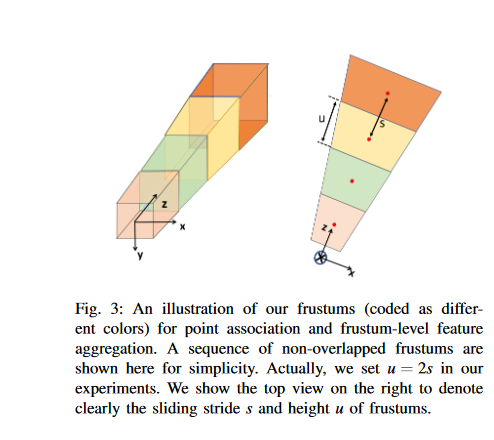 z
x
y
u
s
z
x
Fig. 3: An illustration of our frustums (coded as differ-
ent colors) for point association and frustum-level feature
aggregation. A sequence of non-overlapped frustums are
shown here for simplicity. Actually, we set u = 2s in our
experiments. We show the top view on the right to denote
clearly the sliding stride s and height u of frustums.